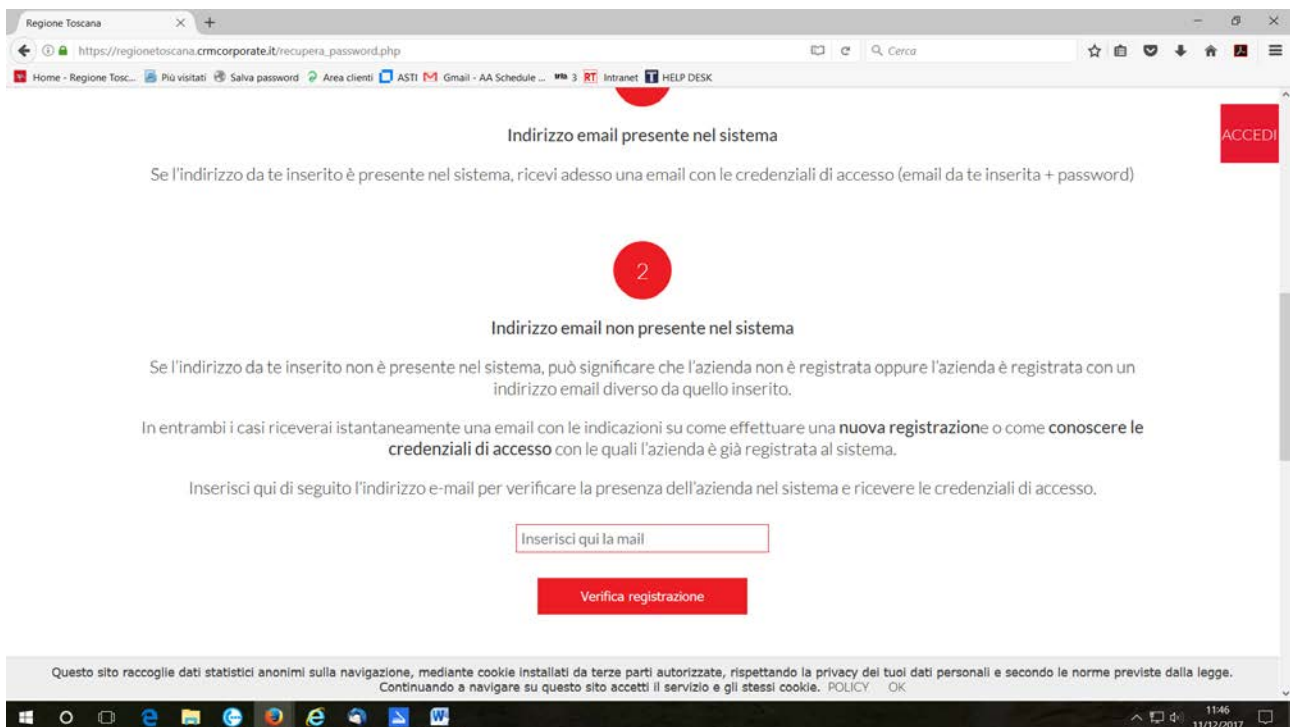 Regione Toscana
https://regionetoscana.crmcorporate.it/recupera_password.php
Cerca
Home - Regione Tosc... Più visitati Salva password Area clienti ASTI Gmail - AA Schedule ... 3 RT Intranet HELP DESK
ACCEDI
Indirizzo email presente nel sistema
Se l'indirizzo da te inserito è presente nel sistema, ricevi adesso una email con le credenziali di accesso (email da te inserita + password)
2
Indirizzo email non presente nel sistema
Se l'indirizzo da te inserito non è presente nel sistema, può significare che l'azienda non è registrata oppure l'azienda è registrata con un
indirizzo email diverso da quello inserito.
In entrambi i casi riceverai istantaneamente una email con le indicazioni su come effettuare una nuova registrazione o come conoscere le
credenziali di accesso con le quali l'azienda è già registrata al sistema.
Inserisci qui di seguito l'indirizzo e-mail per verificare la presenza dell'azienda nel sistema e ricevere le credenziali di accesso.
Inserisci qui la mail
Verifica registrazione
Questo sito raccoglie dati statistici anonimi sulla navigazione, mediante cookie installati da terze parti autorizzate, rispettando la privacy dei tuoi dati personali e secondo le norme previste dalla legge.
Continuando a navigare su questo sito accetti il servizio e gli stessi cookie. POLICY OK
11:46
11/12/2017